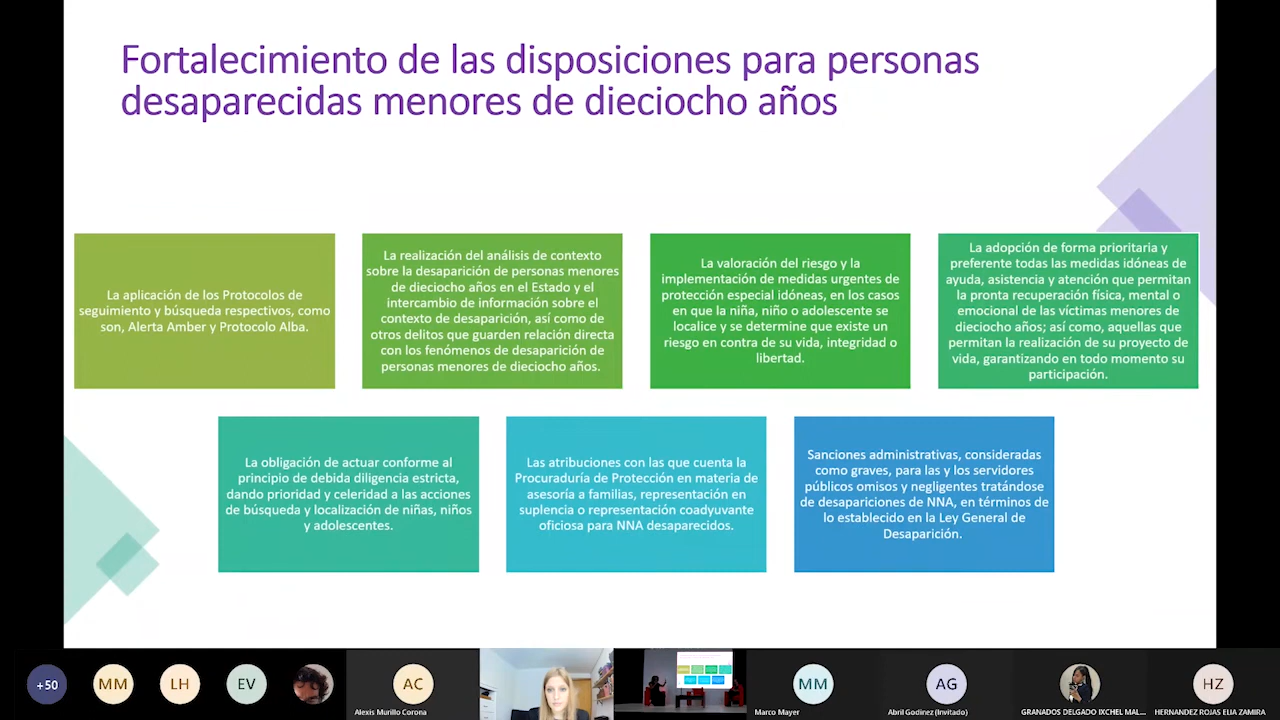 Fortalecimiento de las disposiciones para personas
desaparecidas menores de dieciocho años
La aplicación de los Protocolos de
seguimiento y búsqueda respectivos, como
son, Alerta Amber y Protocolo Alba.
La realización del análisis de contexto
sobre la desaparición de personas menores
de dieciocho años en el Estado y el
intercambio de información sobre el
contexto de desaparición, así como de
otros delitos que guarden relación directa
con los fenómenos de desaparición de
personas menores de dieciocho años.
La valoración del riesgo y la
implementación de medidas urgentes de
protección especial idóneas, en los casos
en que la niña, niño o adolescente se
localice y se determine que existe un
riesgo en contra de su vida, integridad o
libertad.
La adopción de forma prioritaria y
preferente todas las medidas idóneas de
ayuda, asistencia y atención que permitan
la pronta recuperación física, mental o
emocional de las víctimas menores de
dieciocho años; así como, aquellas que
permitan la realización de su proyecto de
vida, garantizando en todo momento su
participación.
La obligación de actuar conforme al
principio de debida diligencia estricta,
dando prioridad y celeridad a las acciones
de búsqueda y localización de niñas, niños
y adolescentes.
Las atribuciones con las que cuenta la
Procuraduría de Protección en materia de
asesoría a familias, representación en
suplencia o representación coadyuvante
oficiosa para NNA desaparecidos.
Sanciones administrativas, consideradas
como graves, para las y los servidores
públicos omisos y negligentes tratándose
de desapariciones de NNA, en términos de
lo establecido en la Ley General de
Desaparición.
+50
MM
LH
EV
AC
Alexis Murillo Corona
MM
Marco Mayer
AG
Abril Godinez (Invitado)
GRANADOS DELGADO IXCHEL MAL...
HZ
HERNANDEZ ROJAS ELIA ZAMIRA